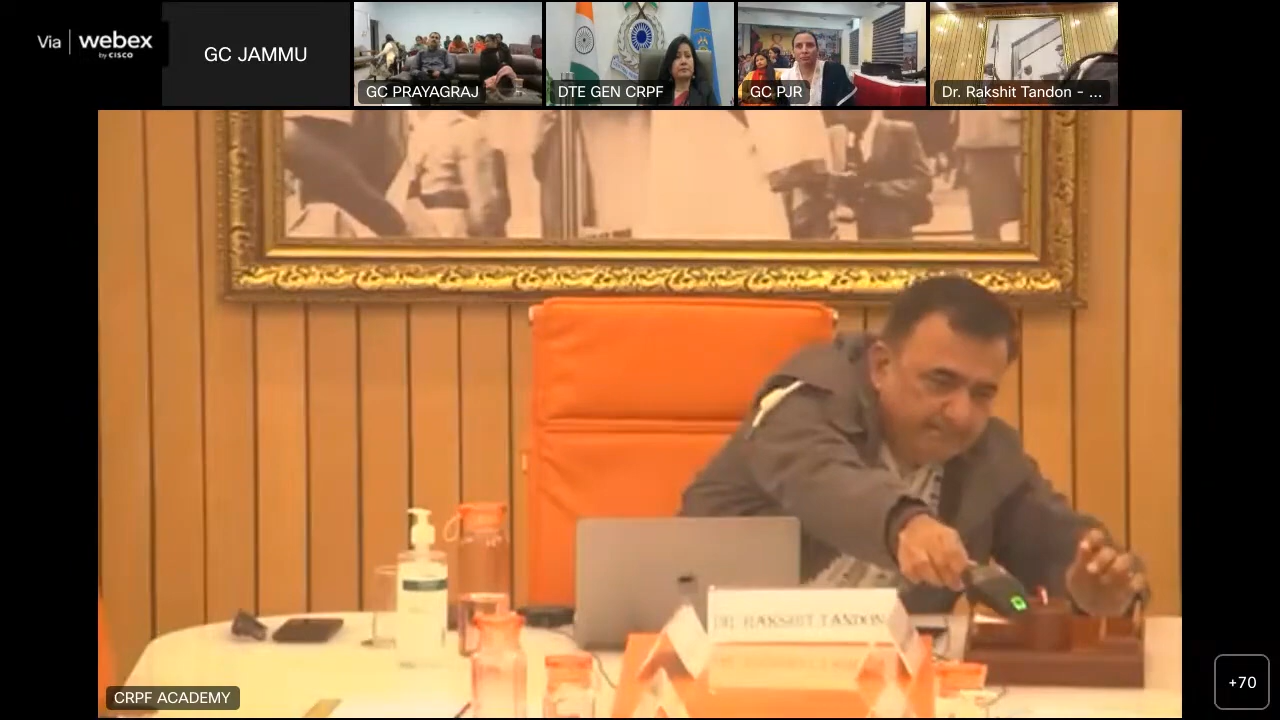 Via webex
by CISCO
GC JAMMU
GC PRAYAGRAJ
DTE GEN CRPF
GC PJR
Dr. Rakshit Tandon - ...
DR. RAKSHIT TANDON
CRPF ACADEMY
+70